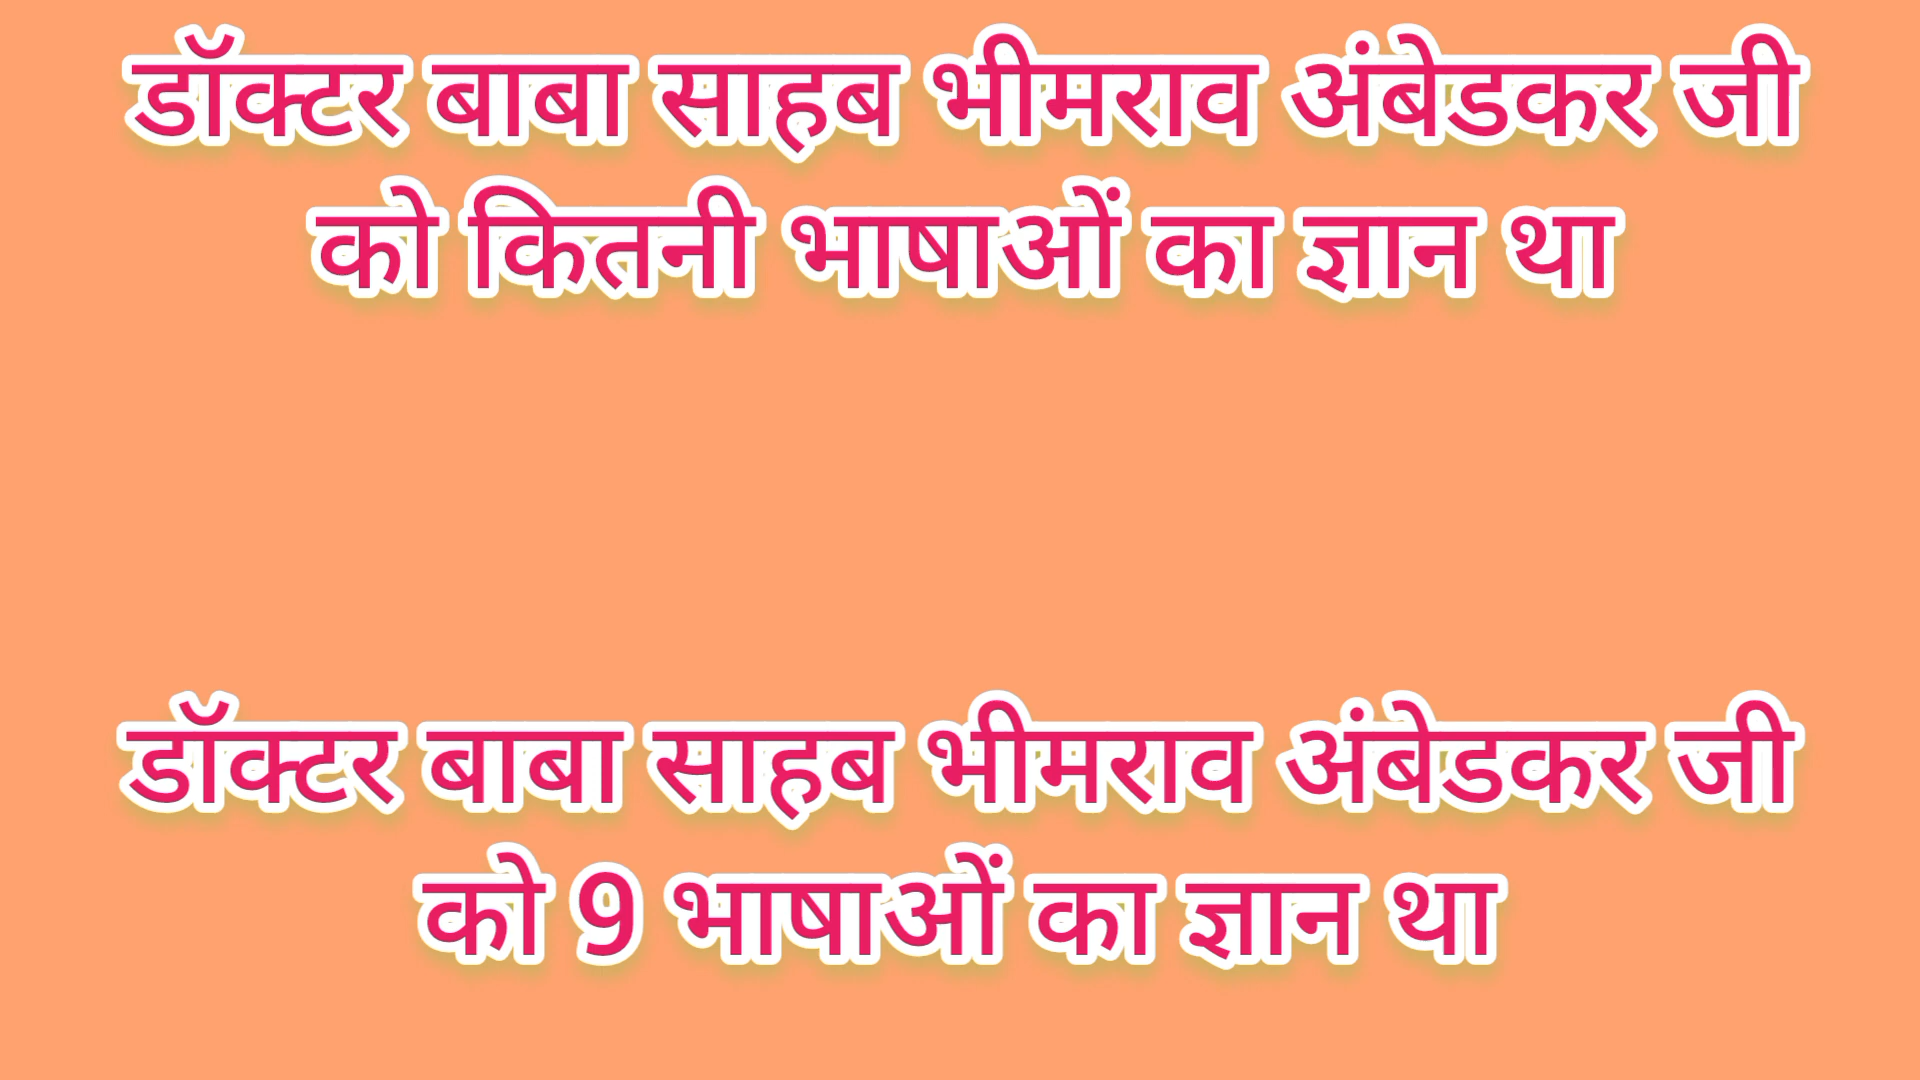 डॉक्टर बाबा साहब भीमराव अंबेडकर जी
को कितनी भाषाओं का ज्ञान था
डॉक्टर बाबा साहब भीमराव अंबेडकर जी
को 9 भाषाओं का ज्ञान था